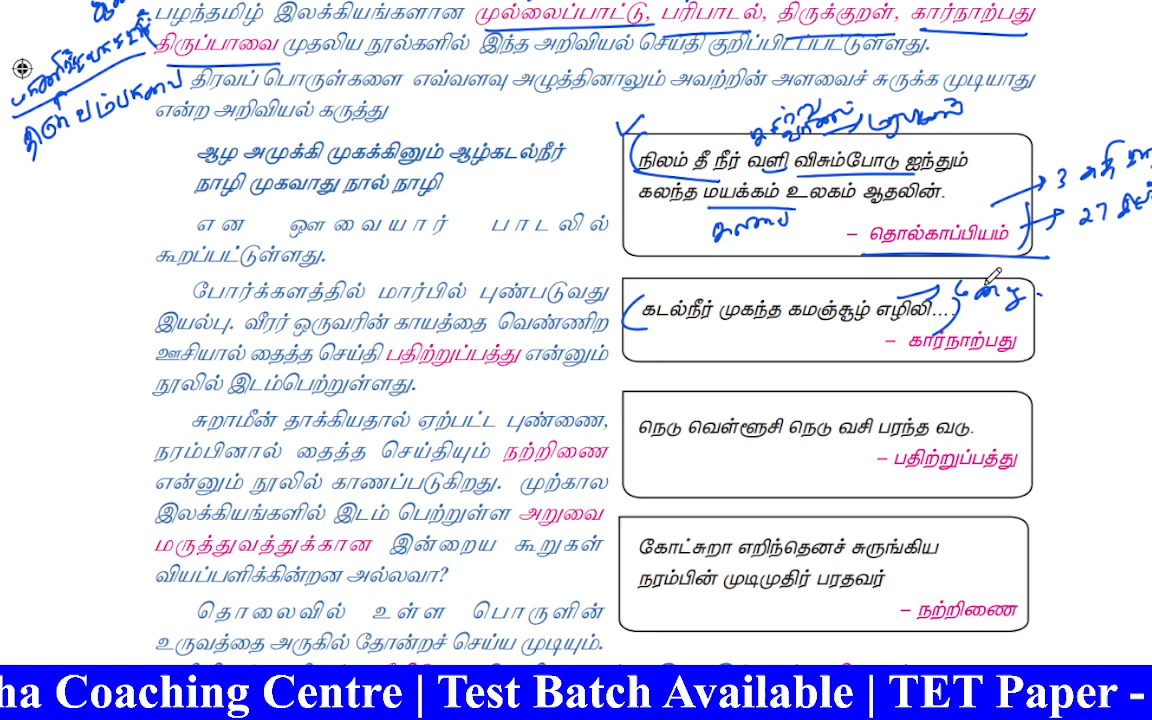 பழந்தமிழ் இலக்கியங்களான முல்லைப்பாட்டு, பரிபாடல், திருக்குறள், கார்நாற்பது
திருப்பாவை முதலிய நூல்களில் இந்த அறிவியல் செய்தி குறிப்பிடப்பட்டுள்ளது.
திரவப் பொருள்களை எவ்வளவு அழுத்தினாலும் அவற்றின் அளவைச் சுருக்க முடியாது
என்ற அறிவியல் கருத்து
ஆழ அமுக்கி முகக்கினும் ஆழ்கடல்நீர்
நாழி முகவாது நால் நாழி
என ஔவையார் பாடலில்
கூறப்பட்டுள்ளது.
போர்க்களத்தில் மார்பில் புண்படுவது
இயல்பு. வீரர் ஒருவரின் காயத்தை வெண்ணிற
ஊசியால் தைத்த செய்தி பதிற்றுப்பத்து என்னும்
நூலில் இடம்பெற்றுள்ளது.
சுறாமீன் தாக்கியதால் ஏற்பட்ட புண்ணை,
நரம்பினால் தைத்த செய்தியும் நற்றிணை
என்னும் நூலில் காணப்படுகிறது. முற்கால
இலக்கியங்களில் இடம் பெற்றுள்ள அறுவை
மருத்துவத்துக்கான இன்றைய கூறுகள்
வியப்பளிக்கின்றன அல்லவா?
தொலைவில் உள்ள பொருளின்
உருவத்தை அருகில் தோன்றச் செய்ய முடியும்.
நிலம் தீ நீர் வளி விசும்போடு ஐந்தும்
கலந்த மயக்கம் உலகம் ஆதலின்.
கலவை
– தொல்காப்பியம்
3
27
கடல்நீர் முகந்த கமஞ்சூழ் எழிலி....
– கார்நாற்பது
நெடு வெள்ளூசி நெடு வசி பரந்த வடு.
– பதிற்றுப்பத்து
கோட்சுறா எறிந்தெனச் சுருங்கிய
நரம்பின் முடிமுதிர் பரதவர்
– நற்றிணை
ha Coaching Centre | Test Batch Available | TET Paper -